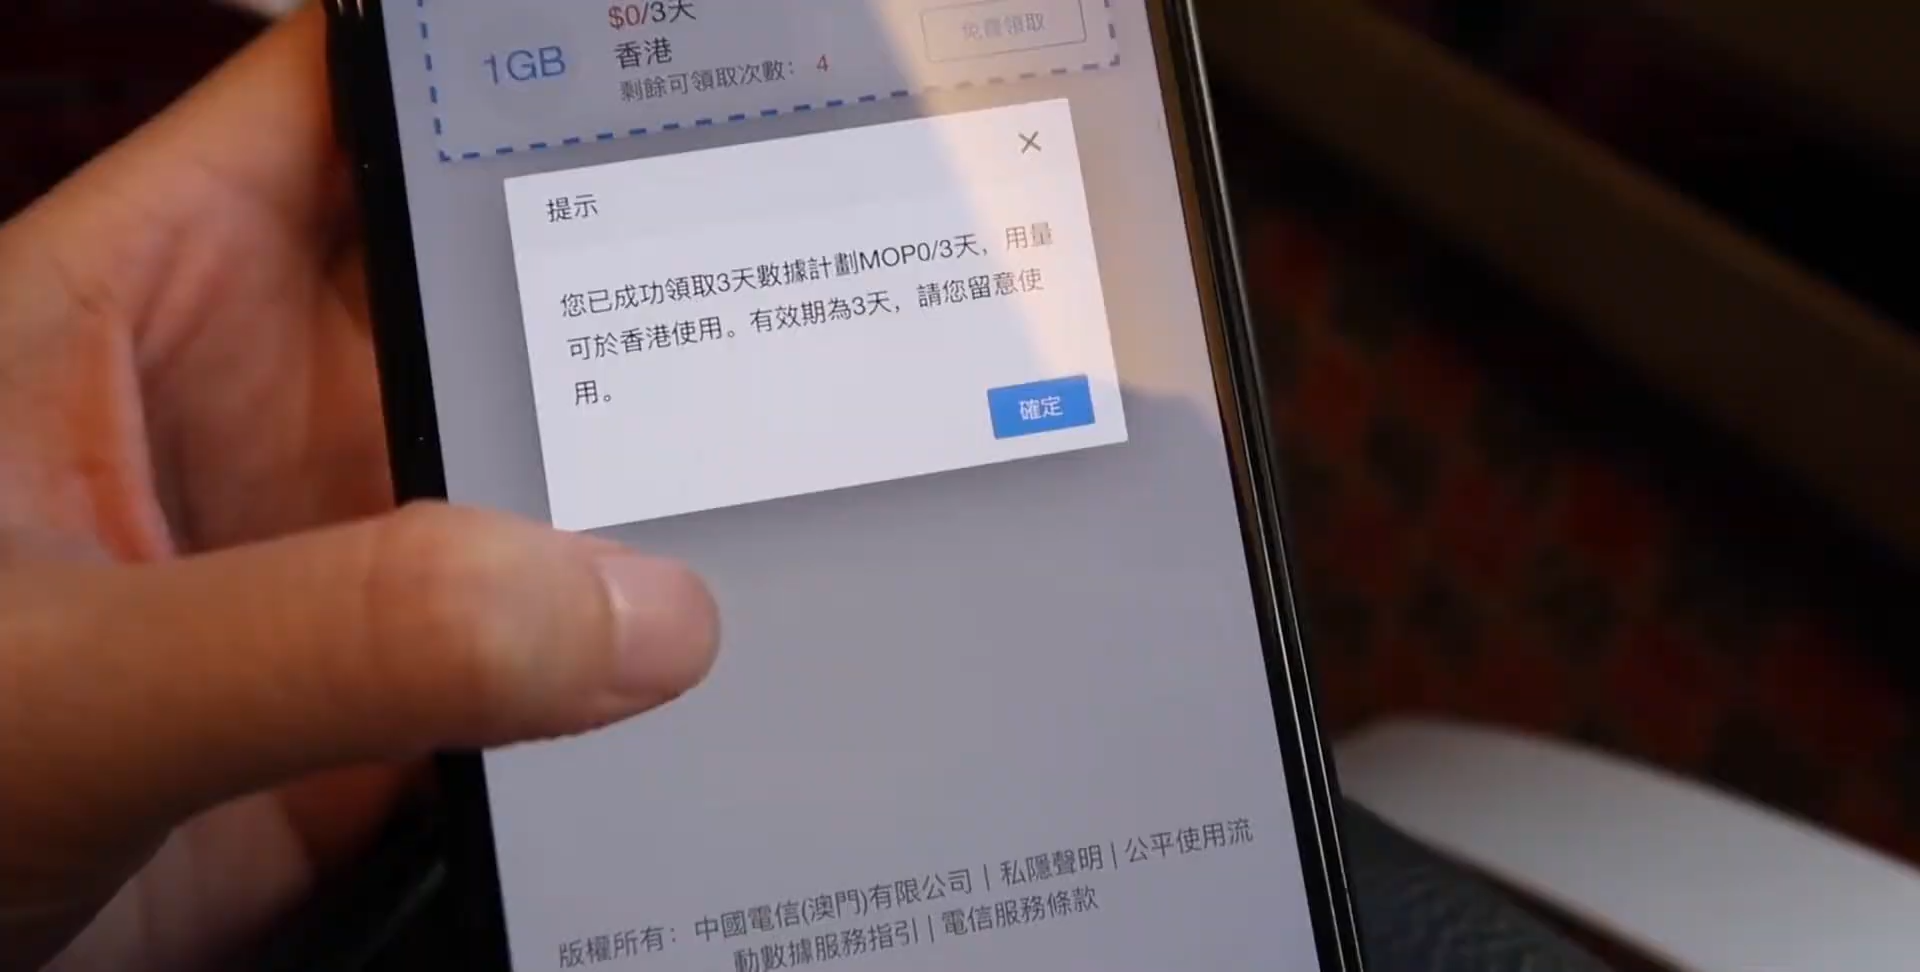 $0/3天
1GB
香港
免費領取
剩餘可領取次數： 4
提示
您已成功領取3天數據計劃MOP0/3天，用量
可於香港使用。有效期為3天，請您留意使
用。
確定
版權所有：中國電信(澳門)有限公司 | 私隱聲明 | 公平使用流
動數據服務指引 | 電信服務條款